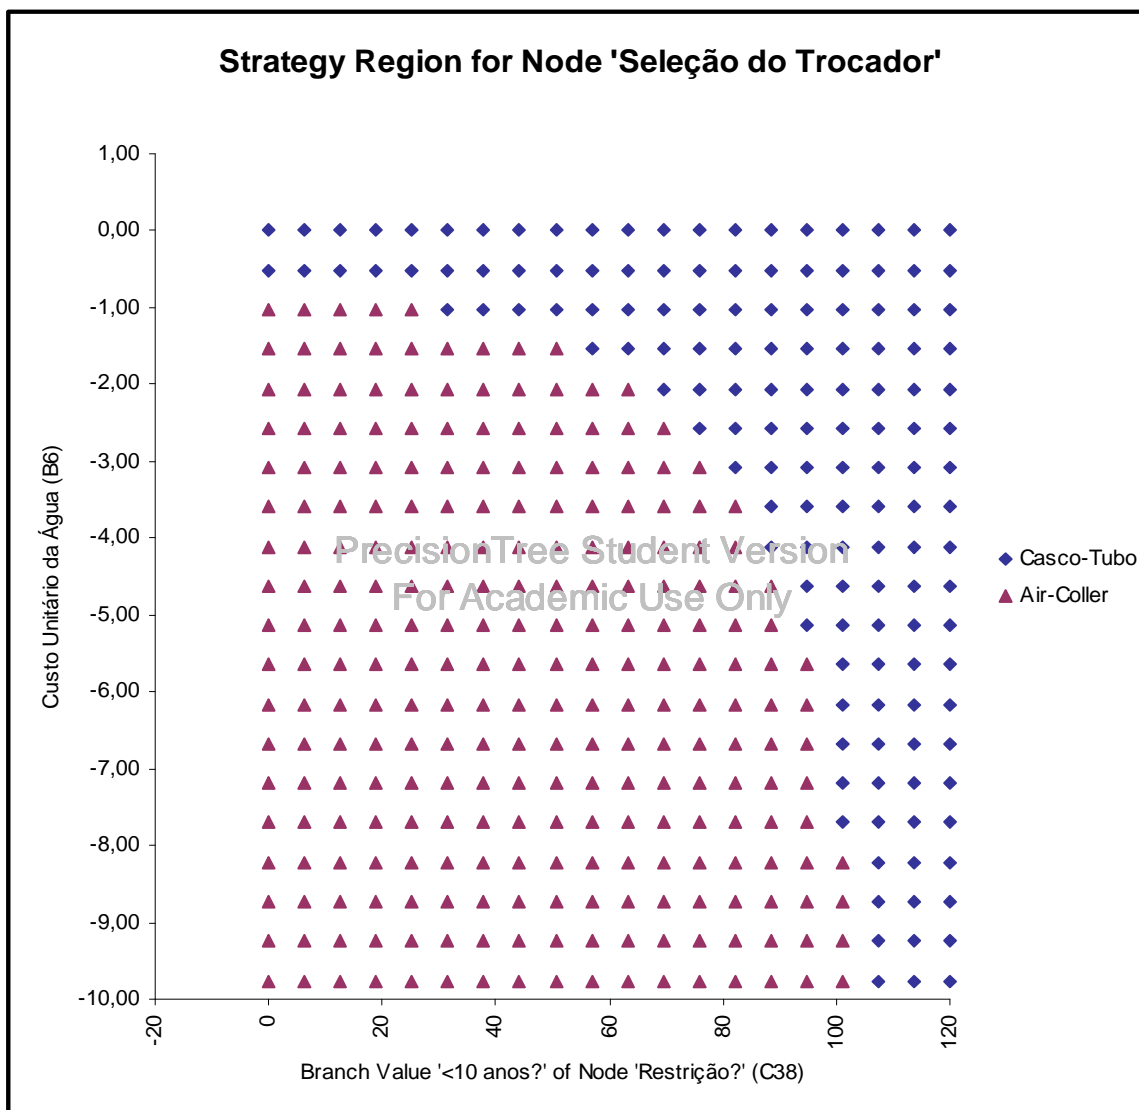 Strategy Region for Node 'Seleção do Trocador'
1,00
0,00
-1,00
-2,00
-3,00
-4,00
-5,00
-6,00
-7,00
-8,00
-9,00
-10,00
Custo Unitário da Água (B6)
PrecisionTree Student Version
For Academic Use Only
Casco-Tubo
Air-Coller
-20
0
20
40
60
80
100
120
Branch Value '<10 anos?' of Node 'Restrição?' (C38)